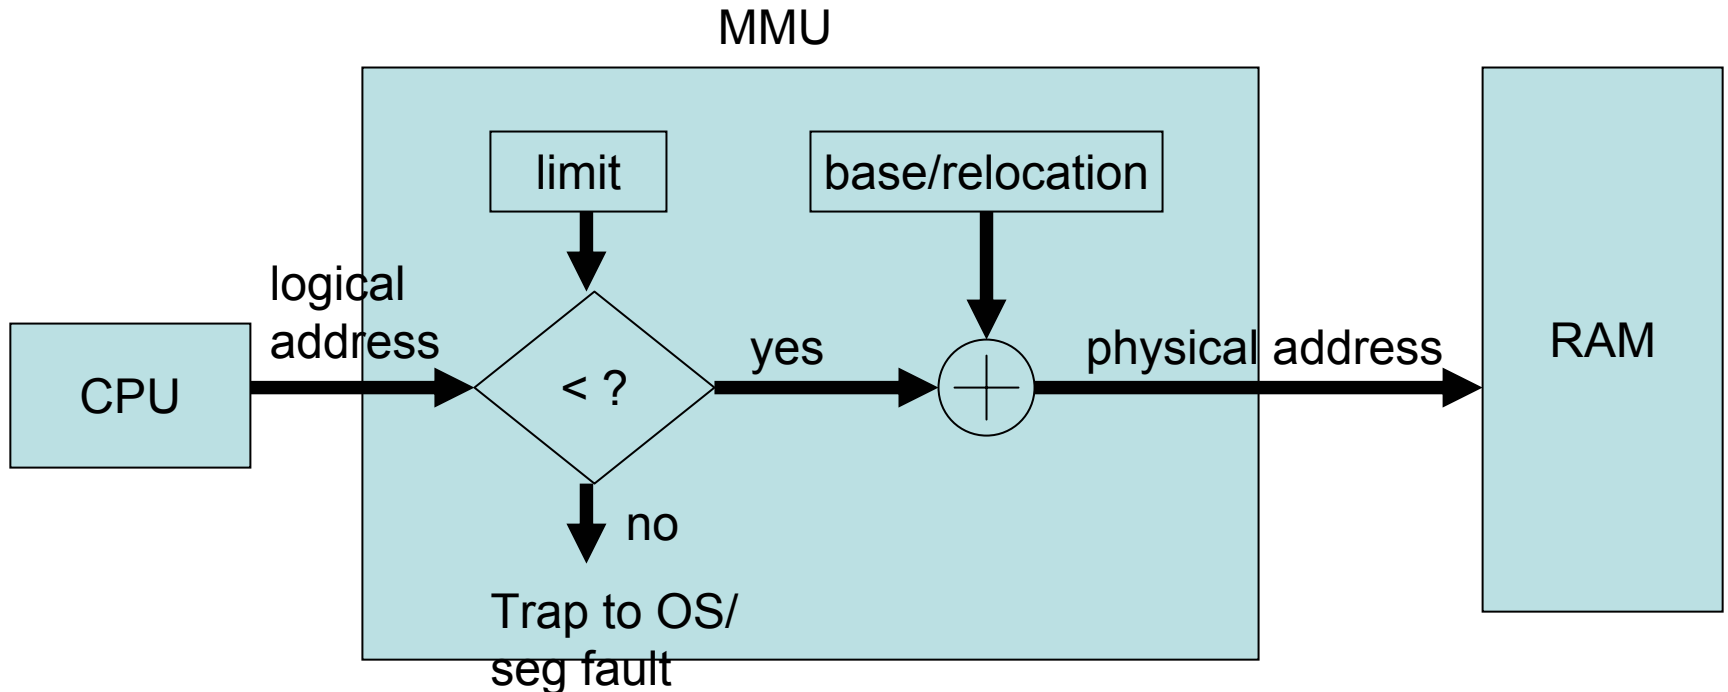 MMU
limit
base/relocation
logical
address
yes
physical address
RAM
CPU
< ?
no
Trap to OS/
seg fault